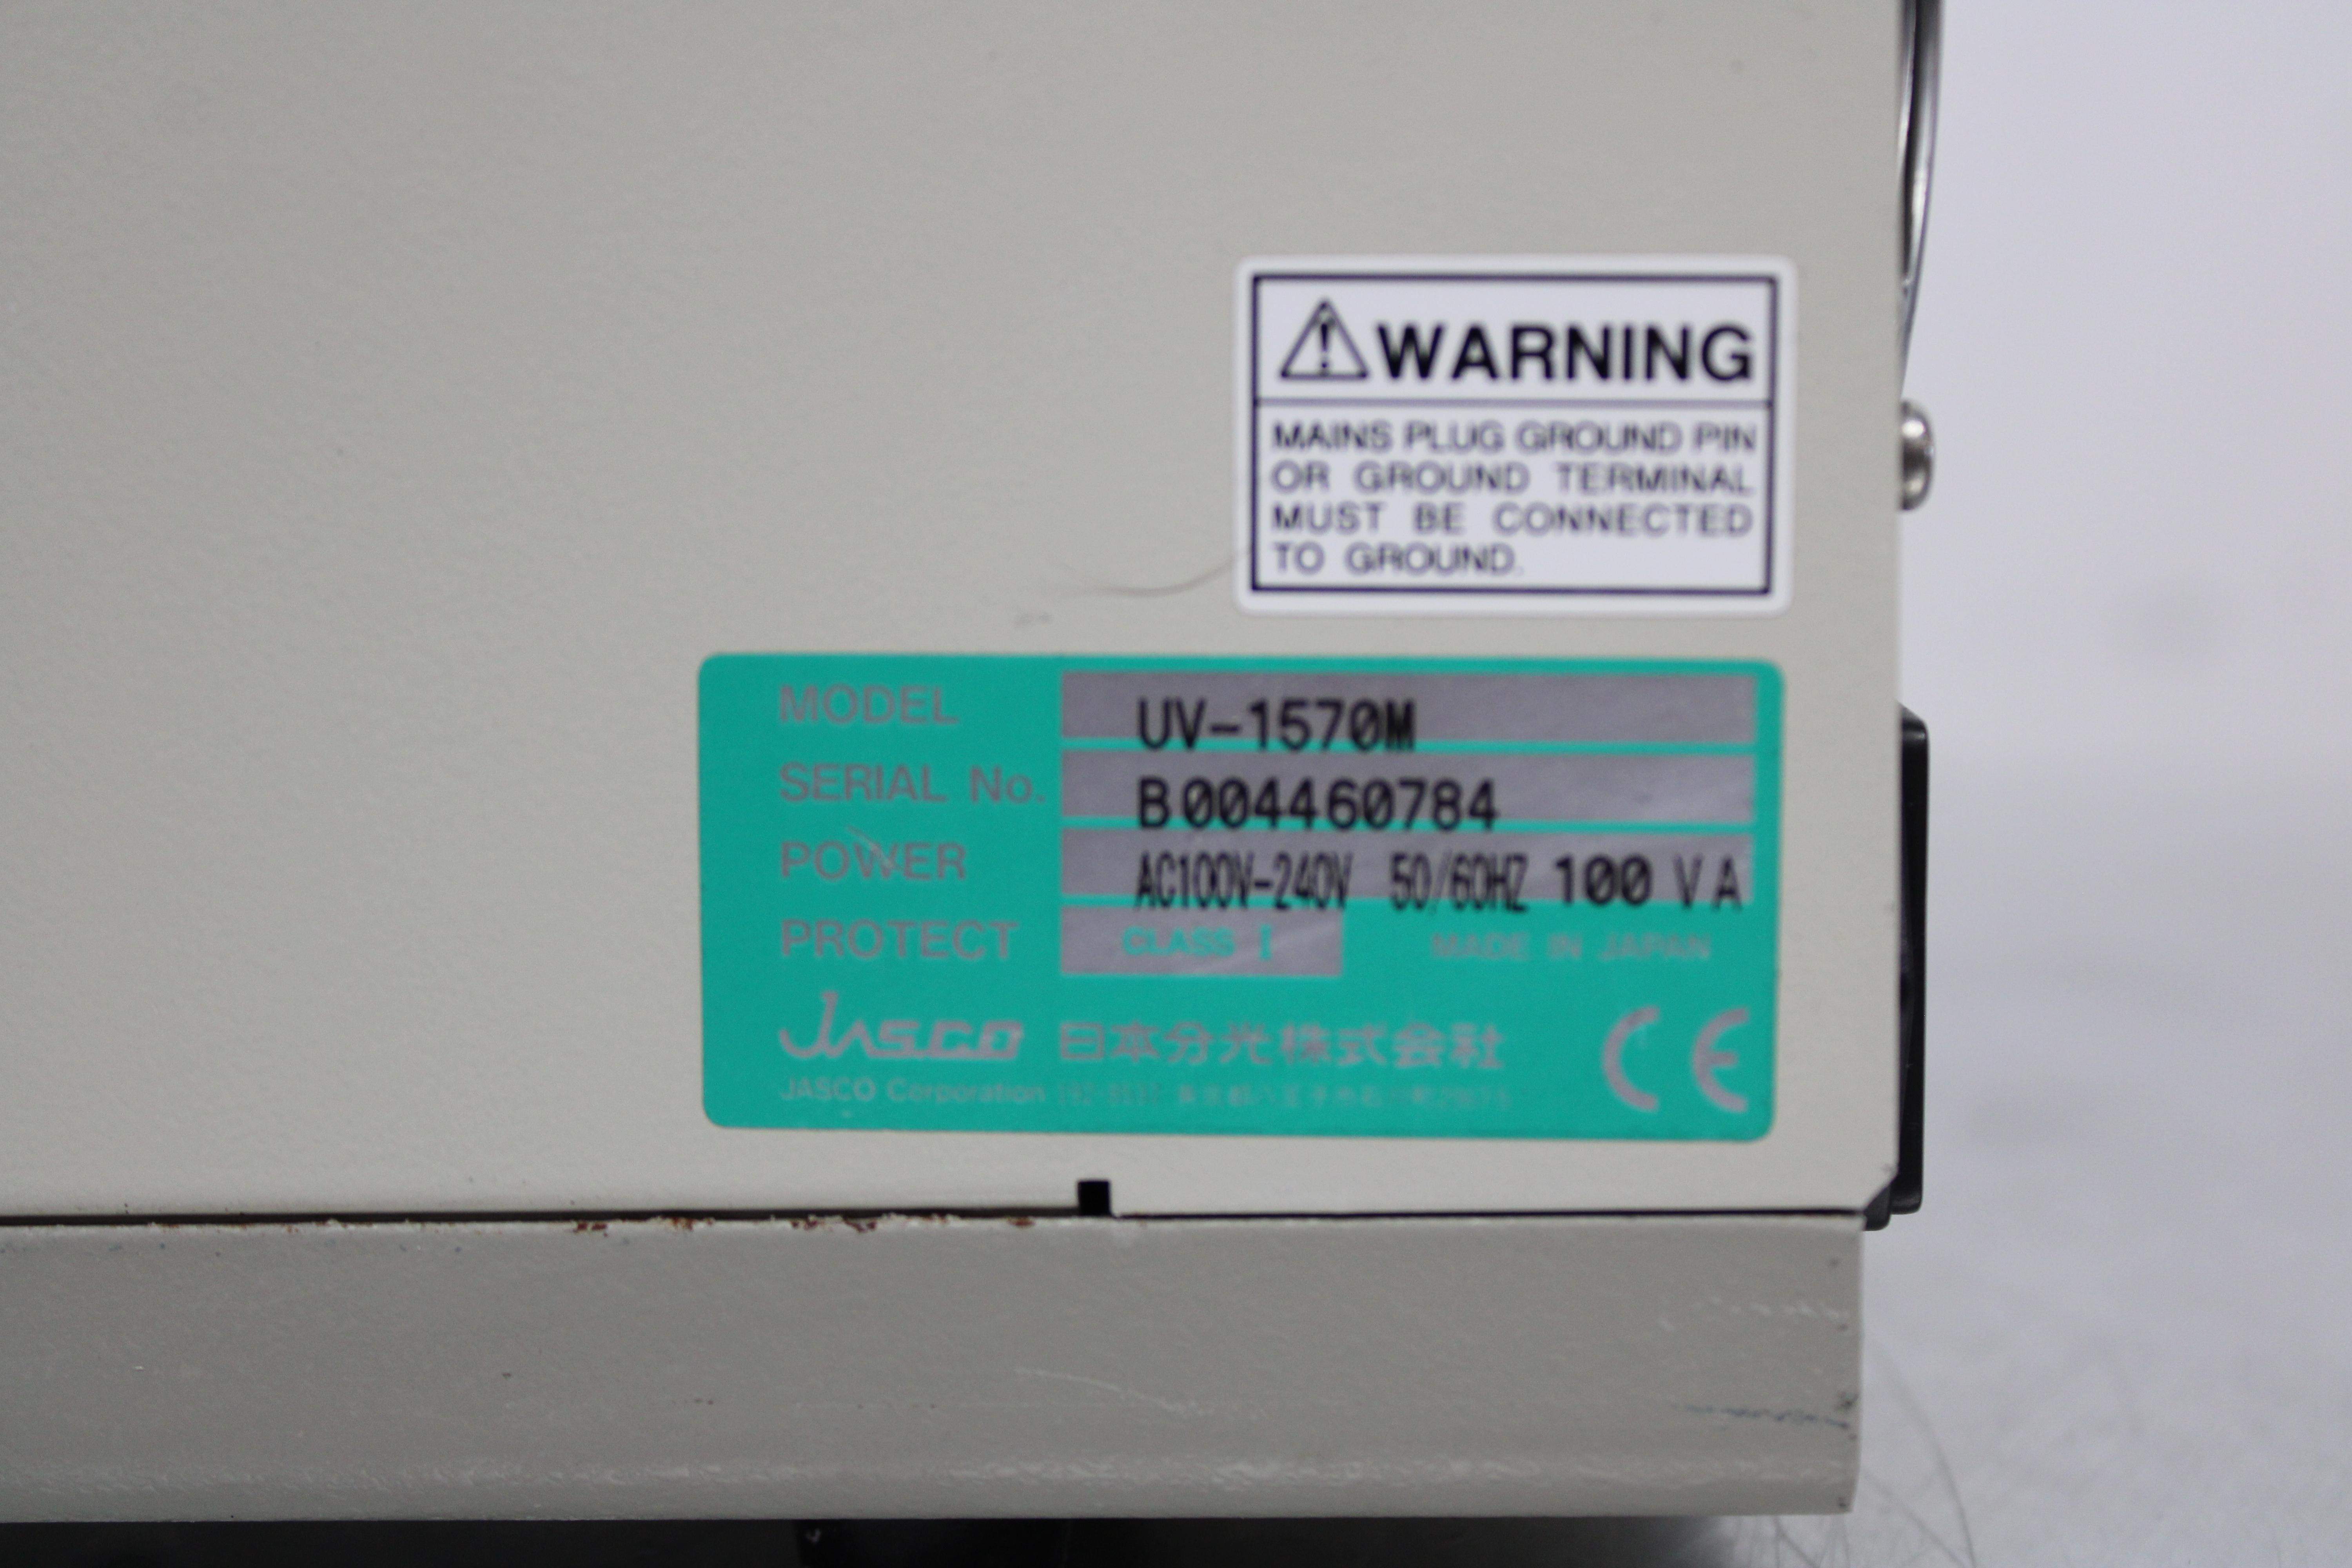 WARNING
MAINS PLUG GROUND PIN
OR GROUND TERMINAL
MUST BE CONNECTED
TO GROUND.
MODEL UV-1570M
SERIAL No. B004460784
POWER AC100V-240V 50/60HZ 100 VA
PROTECT CLASS I MADE IN JAPAN
JASCO 日本分光株式会社 CE
JASCO Corporation